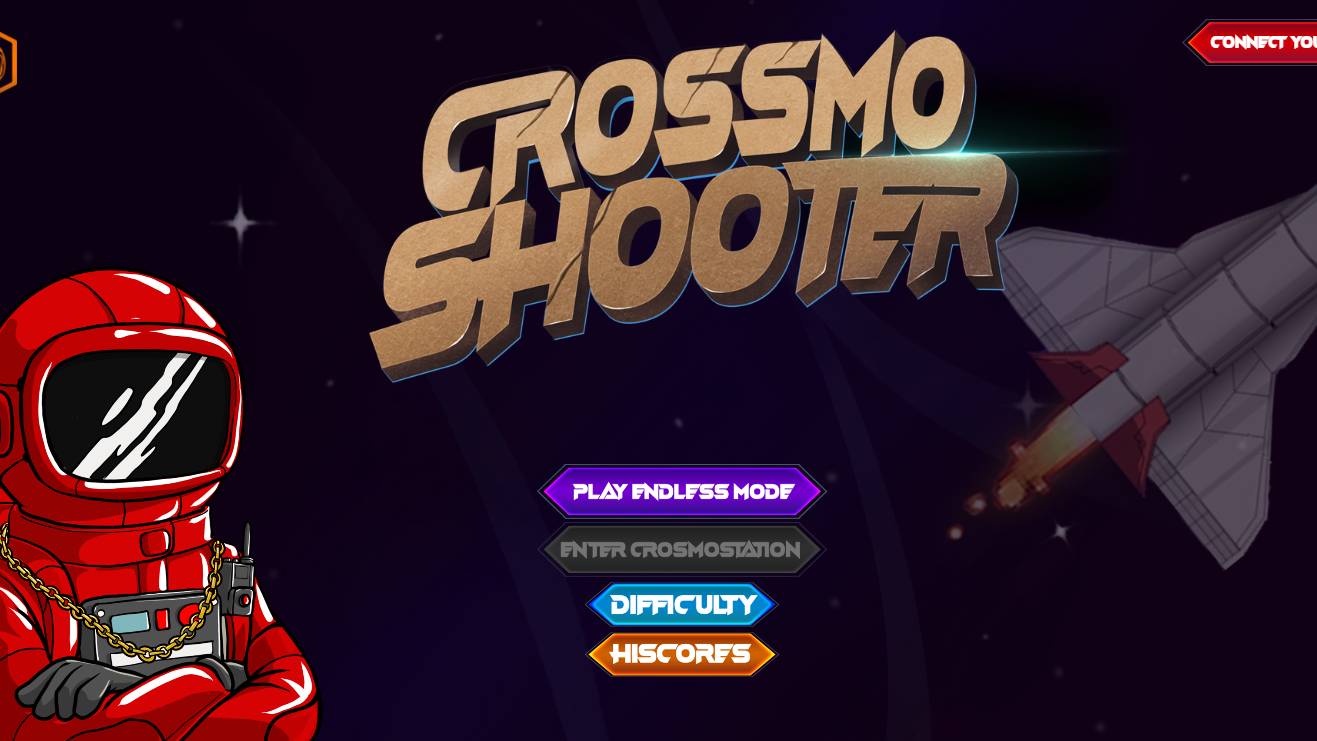 CONNECT YOU
CROSSMO
SHOOTER
PLAY ENDLESS MODE
ENTER CROSMOSTATION
DIFFICULTY
HISCORES